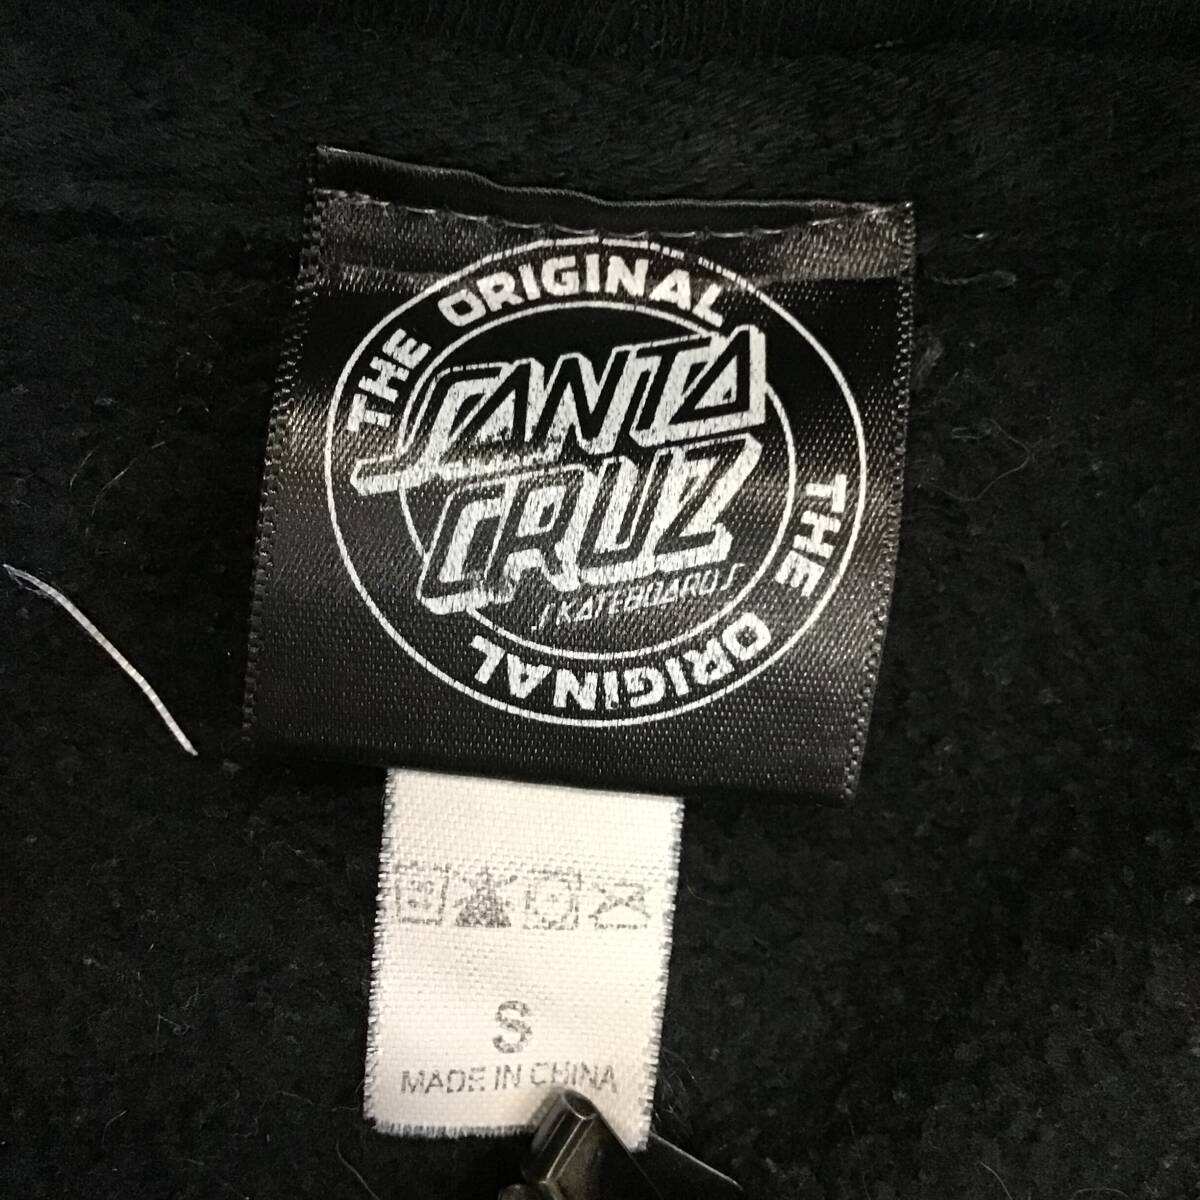 THE ORIGINAL
SANTA
CRUZ
SKATEBOARDS
THE ORIGINAL
S
MADE IN CHINA